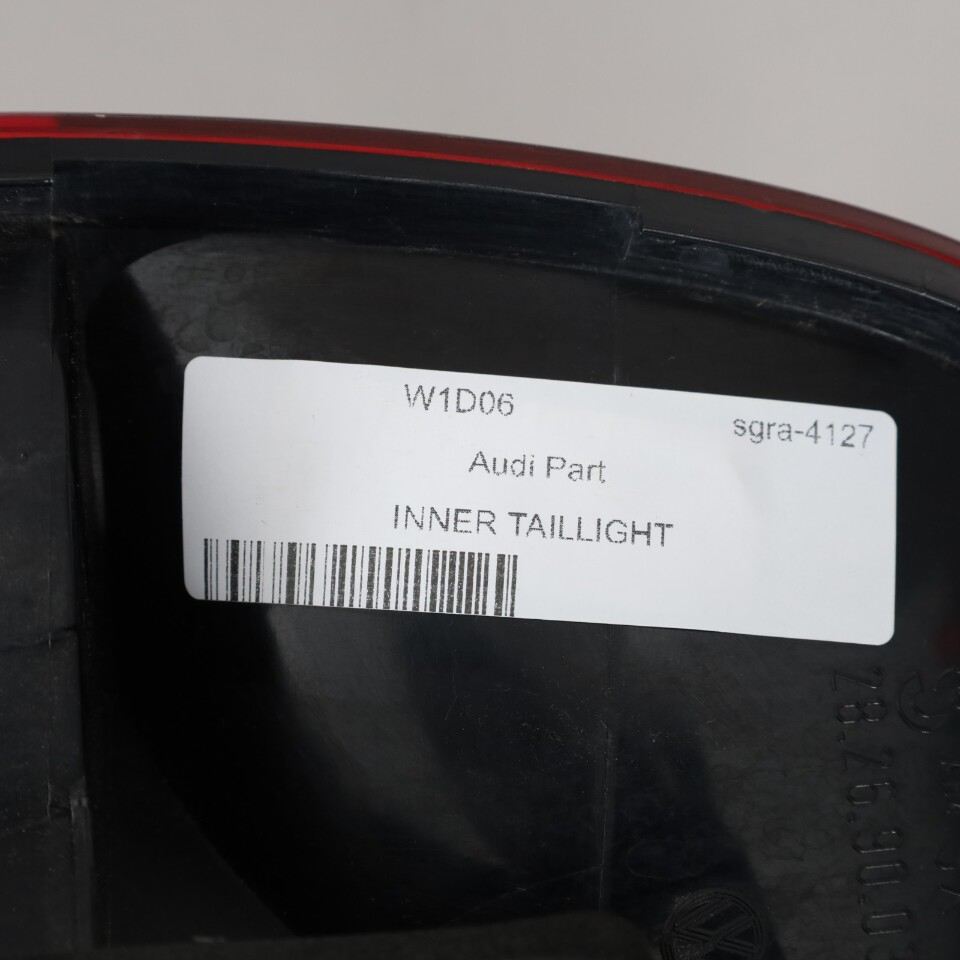 W1D06
sgra-4127
Audi Part
INNER TAILLIGHT